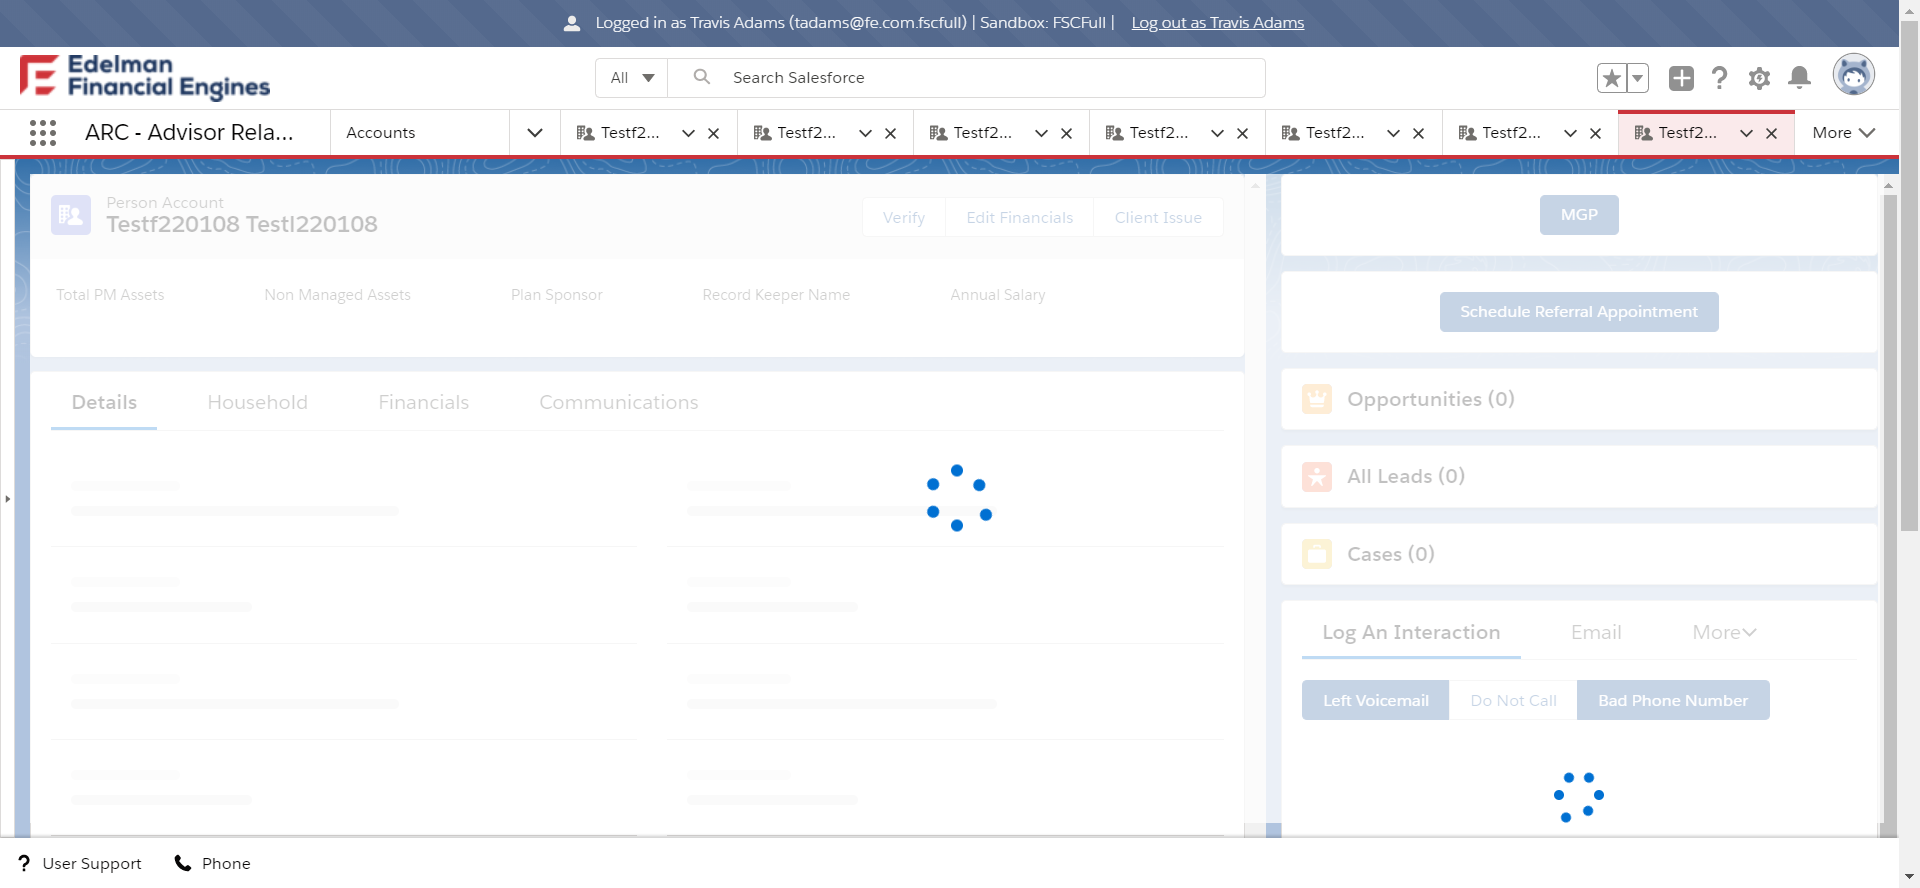 Logged in as Travis Adams (tadams@fe.com.fscfull) | Sandbox: FSCFull | Log out as Travis Adams
Edelman
Financial Engines
All
Search Salesforce
ARC - Advisor Rela...
Accounts
Testf2...
Testf2...
Testf2...
Testf2...
Testf2...
Testf2...
Testf2...
More
Person Account
Testf220108 Testl220108
Verify
Edit Financials
Client Issue
Total PM Assets
Non Managed Assets
Plan Sponsor
Record Keeper Name
Annual Salary
Details
Household
Financials
Communications
MGP
Schedule Referral Appointment
Opportunities (0)
All Leads (0)
Cases (0)
Log An Interaction
Email
More
Left Voicemail
Do Not Call
Bad Phone Number
User Support
Phone